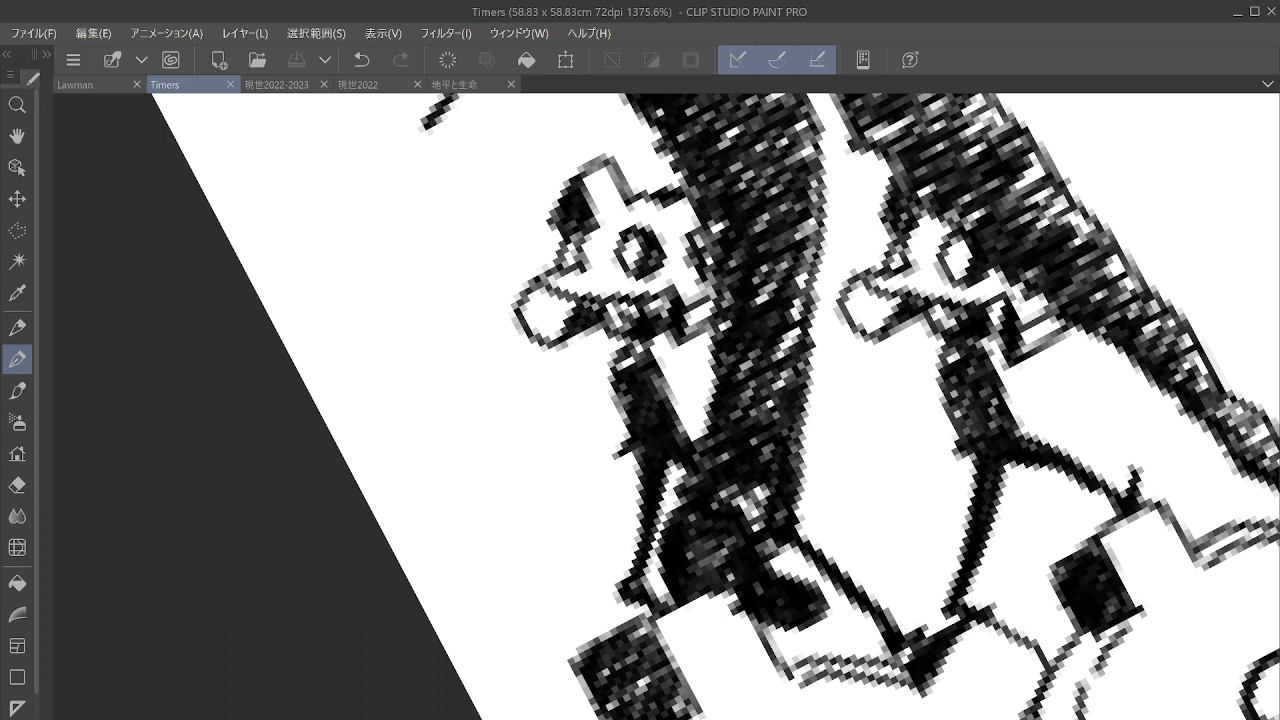 Timers (58.83 x 58.83cm 72dpi 1375.6%) - CLIP STUDIO PAINT PRO
ファイル(F) 編集(E) アニメーション(A) レイヤー(L) 選択範囲(S) 表示(V) フィルター(I) ウィンドウ(W) ヘルプ(H)
Lawman Timers 現世2022-2023 現世2022 地平と生命